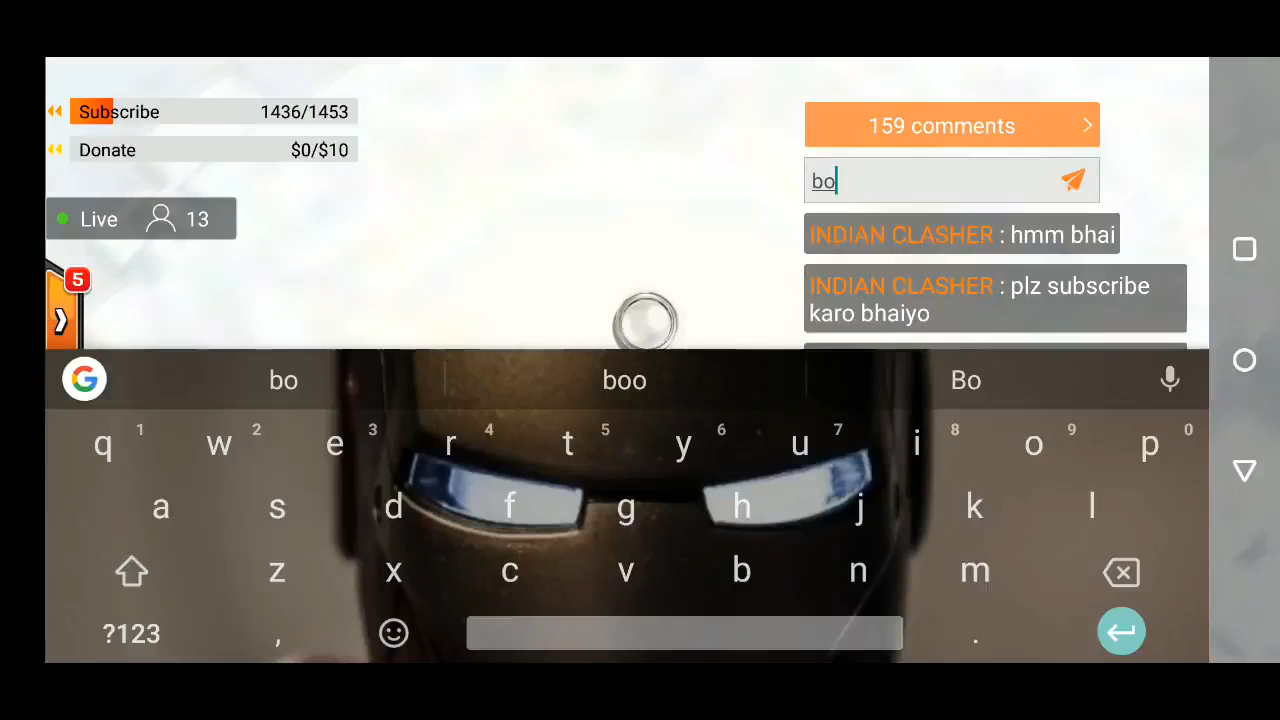 Subscribe 1436/1453
Donate $0/$10
Live 13
5
159 comments
bo
INDIAN CLASHER : hmm bhai
INDIAN CLASHER : plz subscribe
karo bhaiyo
bo boo Bo
q 1 w 2 e 3 r 4 t 5 y 6 u 7 i 8 o 9 p 0
a s d f g h j k l
z x c v b n m
?123 , .